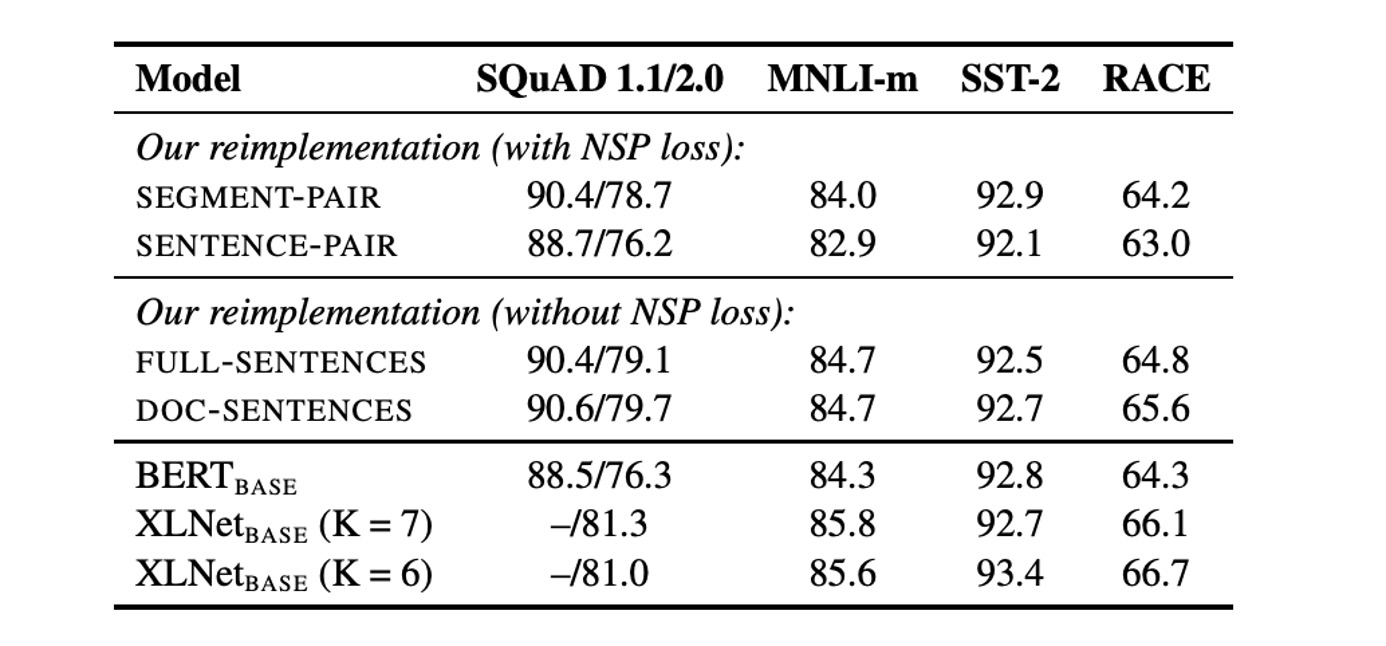 Model SQuAD 1.1/2.0 MNLI-m SST-2 RACE
Our reimplementation (with NSP loss):
SEGMENT-PAIR 90.4/78.7 84.0 92.9 64.2
SENTENCE-PAIR 88.7/76.2 82.9 92.1 63.0
Our reimplementation (without NSP loss):
FULL-SENTENCES 90.4/79.1 84.7 92.5 64.8
DOC-SENTENCES 90.6/79.7 84.7 92.7 65.6
BERT BASE 88.5/76.3 84.3 92.8 64.3
XLNet BASE (K = 7) –/81.3 85.8 92.7 66.1
XLNet BASE (K = 6) –/81.0 85.6 93.4 66.7